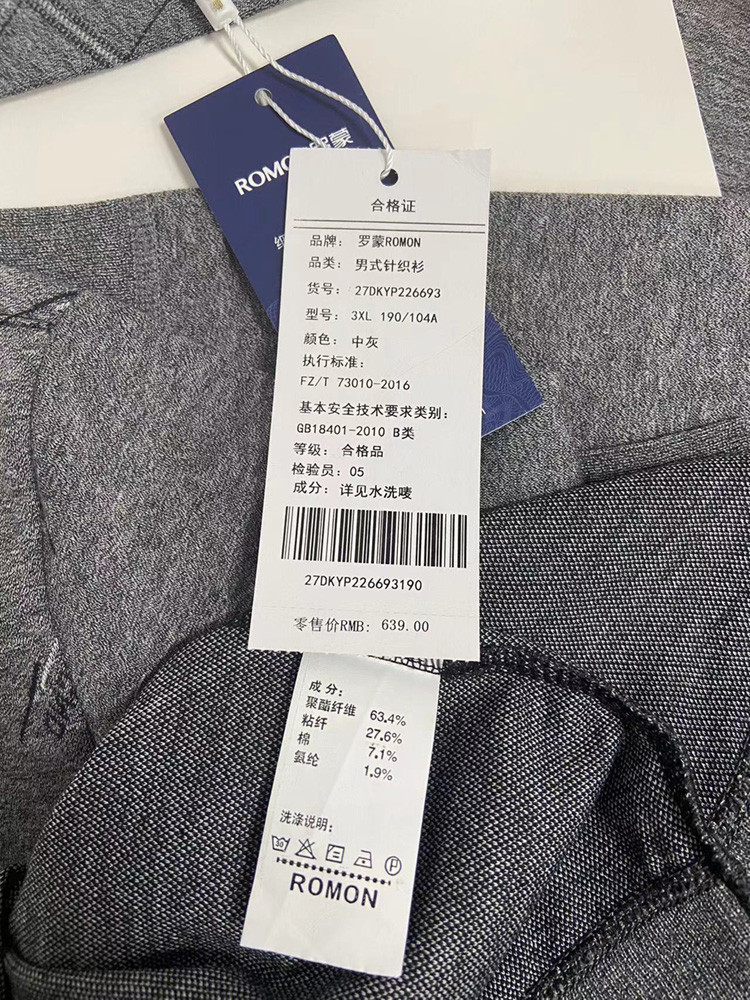 ROMO
蒙
合格证
品牌: 罗蒙ROMON
品类: 男式针织衫
货号: 27DKYP226693
型号: 3XL 190/104A
颜色: 中灰
执行标准:
FZ/T 73010-2016
基本安全技术要求类别:
GB18401-2010 B类
等级: 合格品
检验员: 05
成分: 详见水洗唛
27DKYP226693190
零售价RMB: 639.00
成分:
聚酯纤维 63.4%
粘纤 27.6%
棉 7.1%
氨纶 1.9%
洗涤说明:
30 P
ROMON